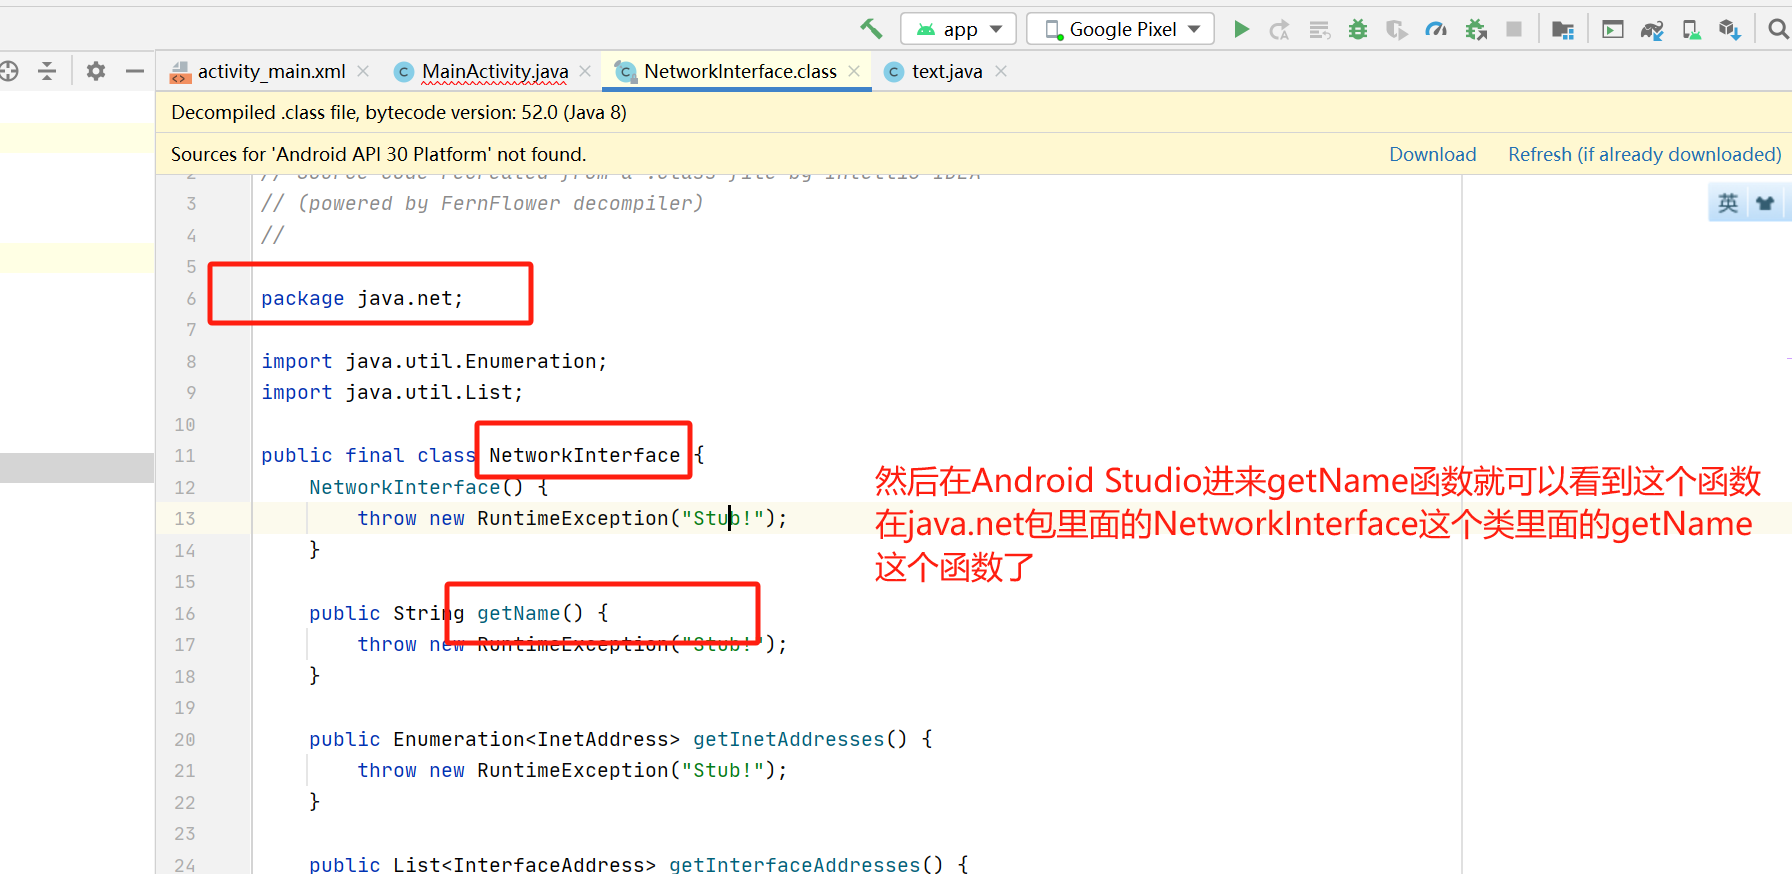 app
Google Pixel
activity_main.xml
MainActivity.java
NetworkInterface.class
text.java
Decompiled .class file, bytecode version: 52.0 (Java 8)
Sources for 'Android API 30 Platform' not found.
Download
Refresh (if already downloaded)
2 // Source code recreated from a .class file by IntelliJ IDEA
3 // (powered by FernFlower decompiler)
英
4 //
5
6 package java.net;
7
8 import java.util.Enumeration;
9 import java.util.List;
10
11 public final class NetworkInterface {
12 NetworkInterface() {
13 throw new RuntimeException("Stub!");
14 }
15
16 public String getName() {
17 throw new RuntimeException("Stub!");
18 }
19
20 public Enumeration<InetAddress> getInetAddresses() {
21 throw new RuntimeException("Stub!");
22 }
23
24 public List<InterfaceAddress> getInterfaceAddresses() {
然后在Android Studio进来getName函数就可以看到这个函数
在java.net包里面的NetworkInterface这个类里面的getName
这个函数了